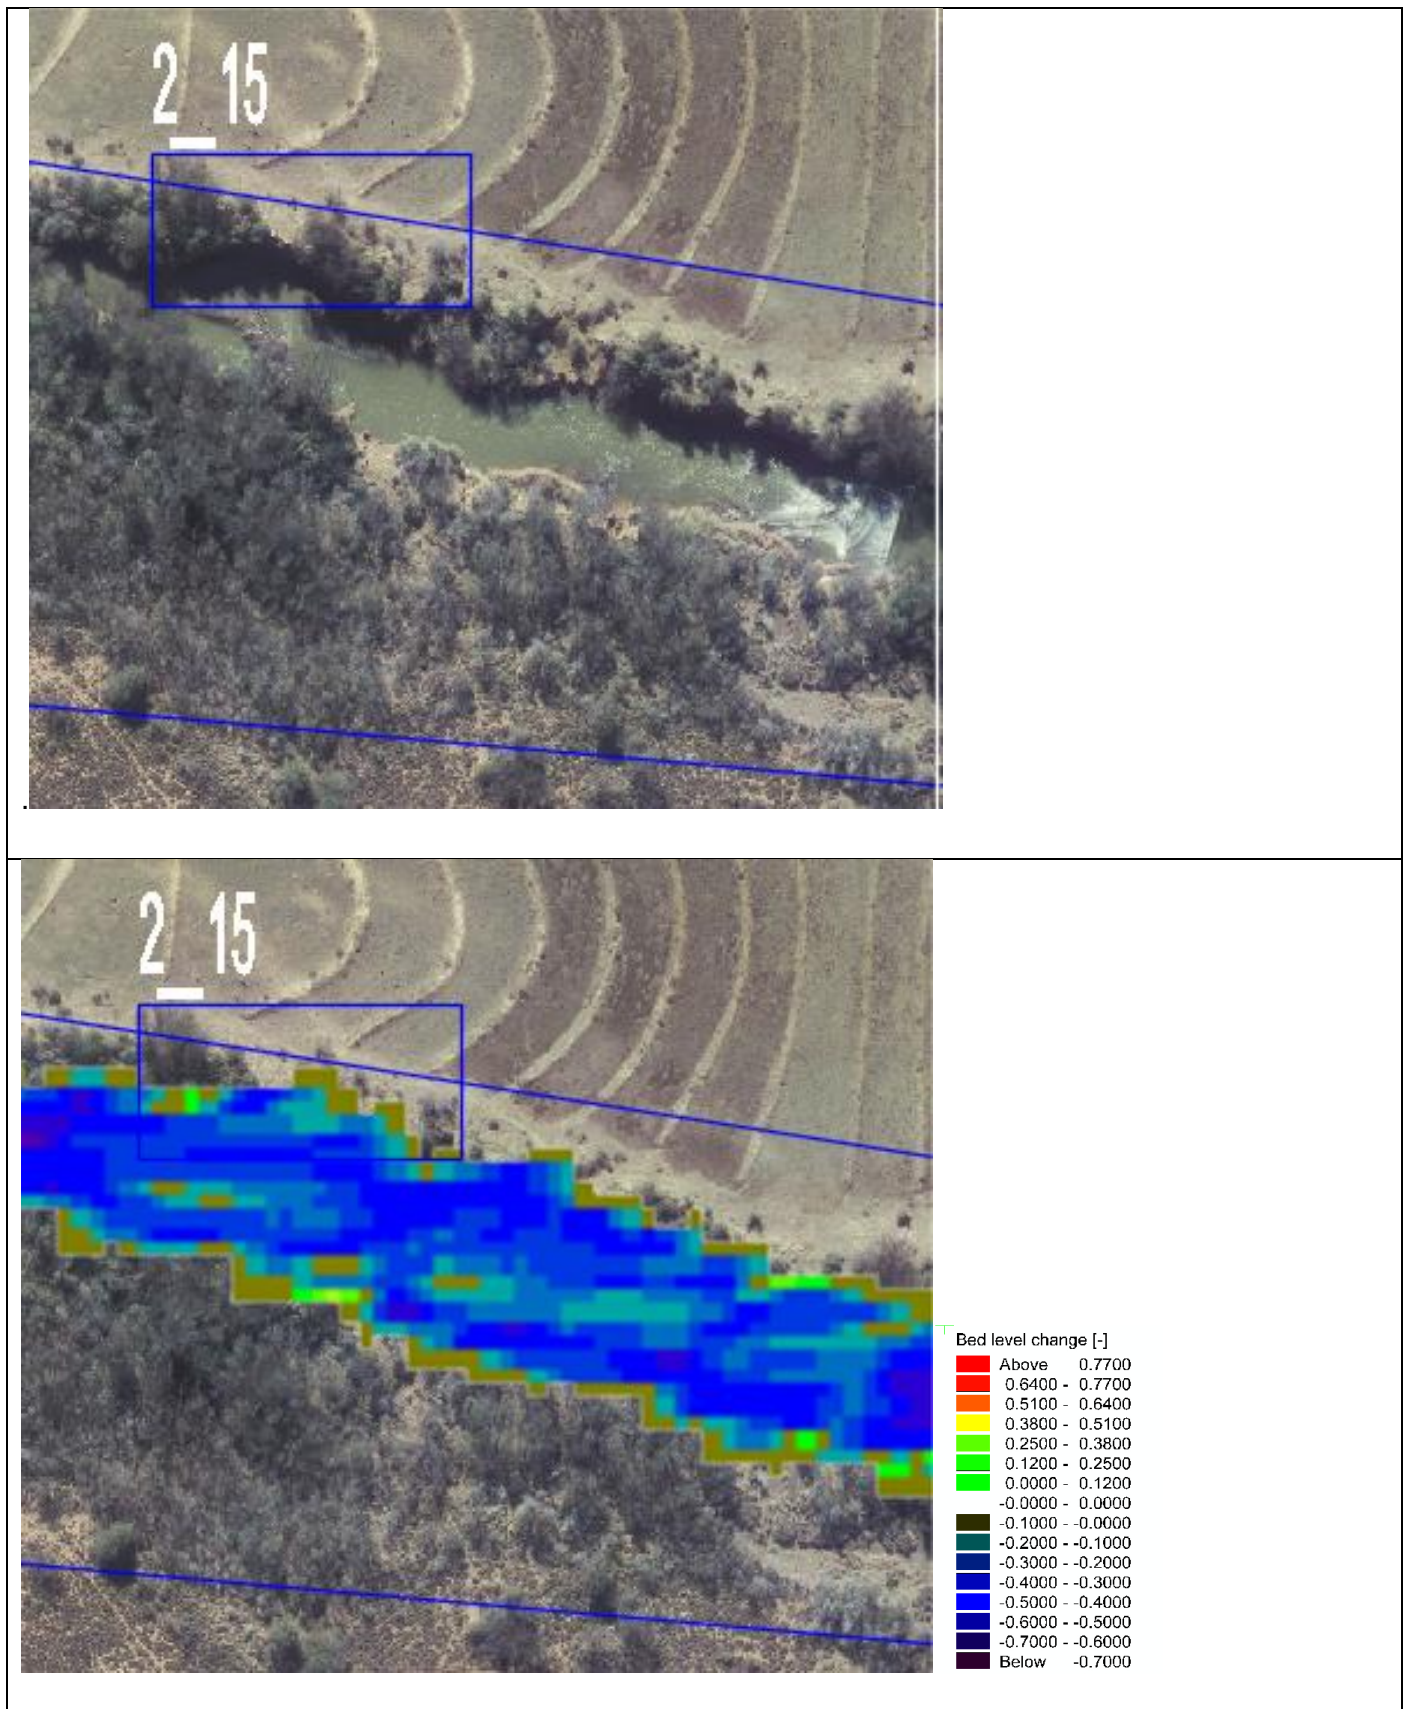 2 15
2 15
Bed level change [-]
Above 0.7700
0.6400 - 0.7700
0.5100 - 0.6400
0.3800 - 0.5100
0.2500 - 0.3800
0.1200 - 0.2500
0.0000 - 0.1200
-0.0000 - 0.0000
-0.1000 - -0.0000
-0.2000 - -0.1000
-0.3000 - -0.2000
-0.4000 - -0.3000
-0.5000 - -0.4000
-0.6000 - -0.5000
-0.7000 - -0.6000
Below -0.7000